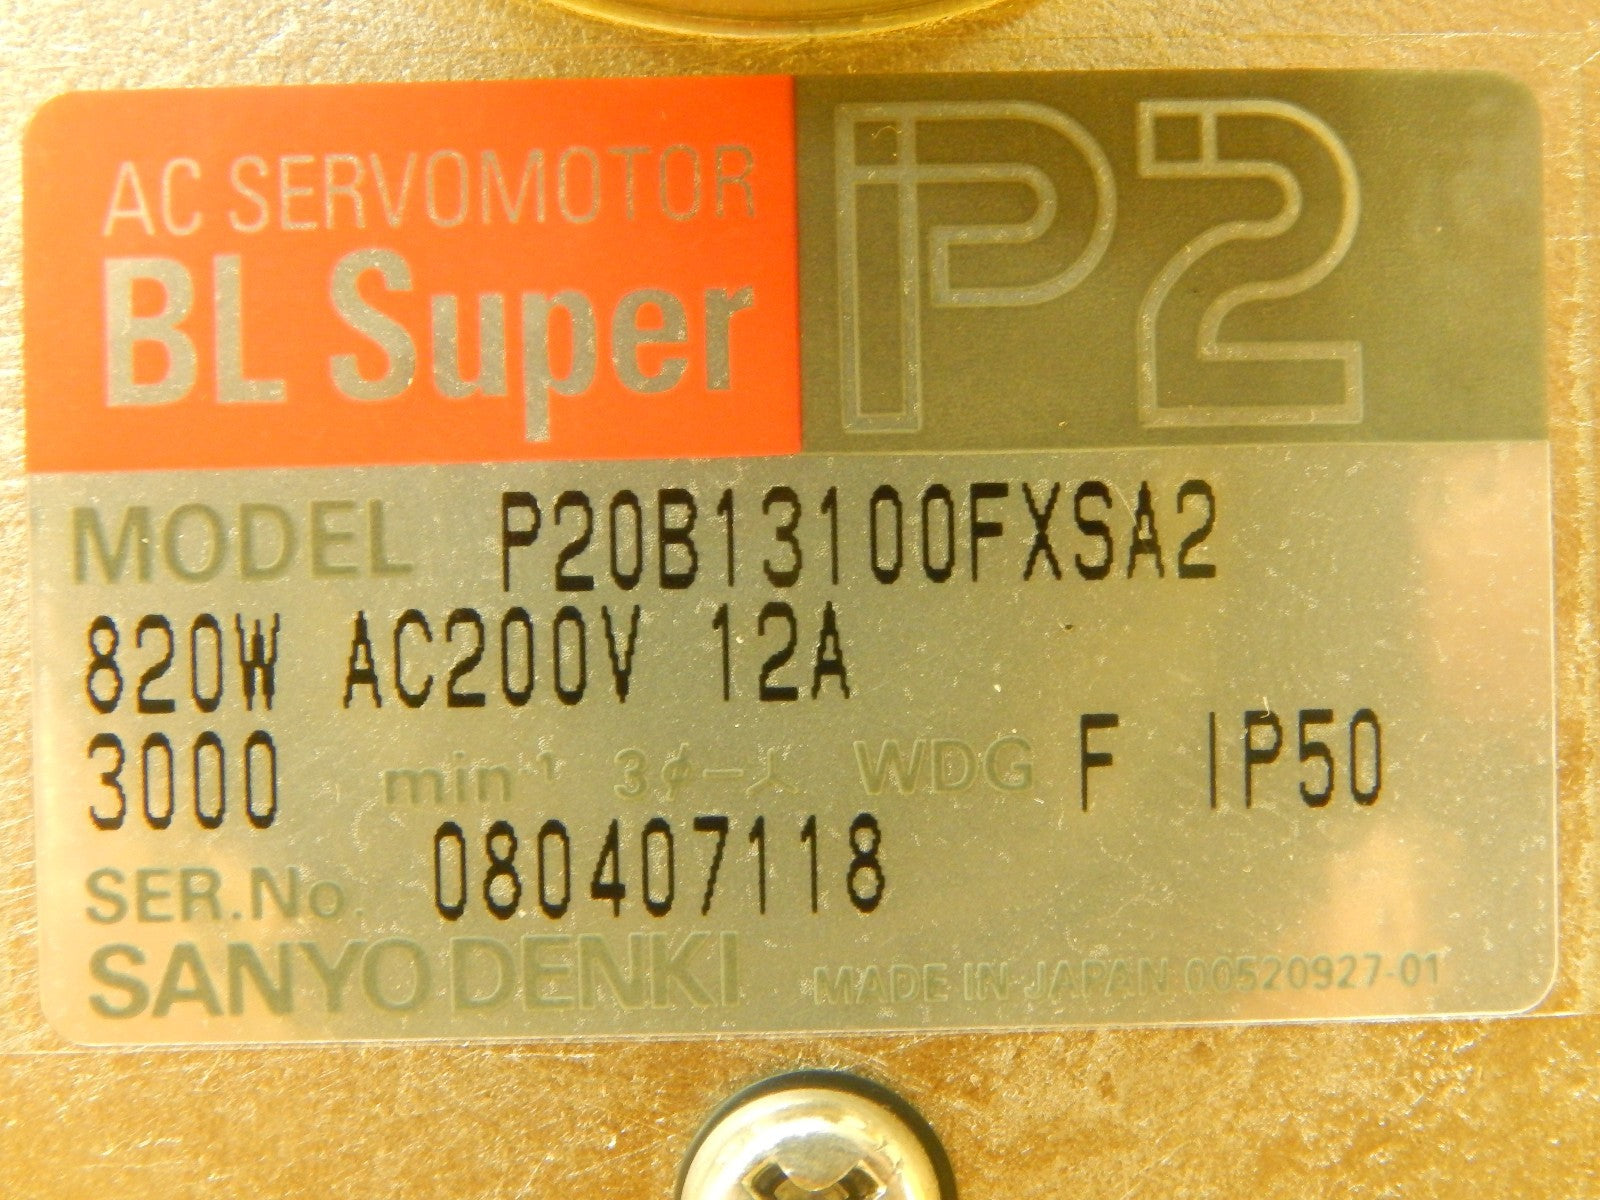 AC SERVOMOTOR
BL Super P2
MODEL P20B13100FXSA2
820W AC200V 12A
3000 min⁻¹ 3φ-人 WDG F IP50
SER.No. 080407118
SANYO DENKI MADE IN JAPAN 00520927-01